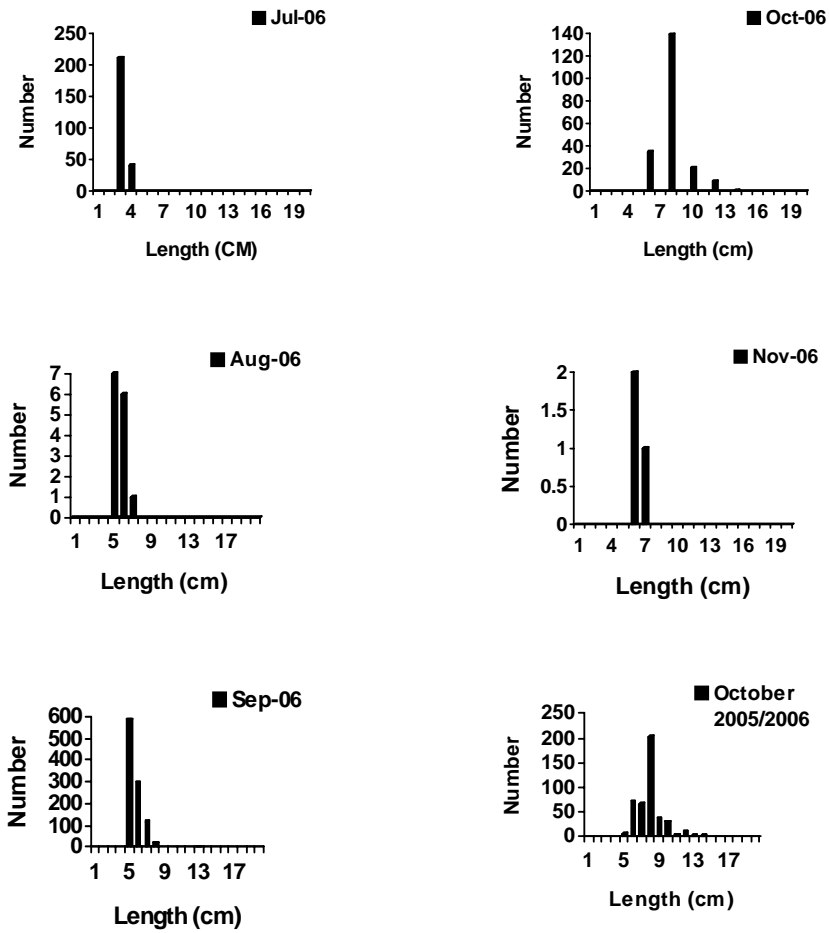 Jul-06
250
200
150
100
50
0
Number
1 4 7 10 13 16 19
Length (CM)
Oct-06
140
120
100
80
60
40
20
0
Number
1 4 7 10 13 16 19
Length (cm)
Aug-06
7
6
5
4
3
2
1
0
Number
1 5 9 13 17
Length (cm)
Nov-06
2
1.5
1
0.5
0
Number
1 4 7 10 13 16 19
Length (cm)
Sep-06
600
500
400
300
200
100
0
Number
1 5 9 13 17
Length (cm)
October
2005/2006
250
200
150
100
50
0
Number
1 5 9 13 17
Length (cm)